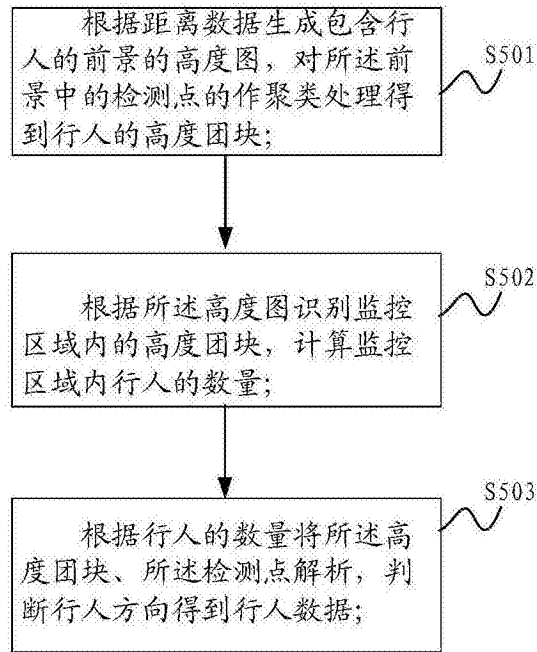 根据距离数据生成包含行
人的前景的高度图，对所述前
景中的检测点的作聚类处理得
到行人的高度团块；
S501
根据所述高度图识别监控
区域内的高度团块，计算监控
区域内行人的数量；
S502
根据行人的数量将所述高
度团块、所述检测点解析，判
断行人方向得到行人数据；
S503